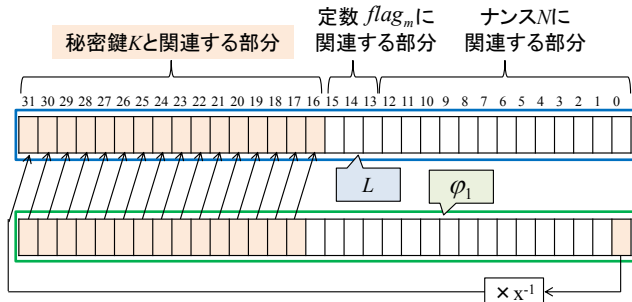 秘密鍵Kと関連する部分
定数 flagₘに
関連する部分
ナンスNに
関連する部分
31 30 29 28 27 26 25 24 23 22 21 20 19 18 17 16 15 14 13 12 11 10 9 8 7 6 5 4 3 2 1 0
L
φ₁
× x⁻¹